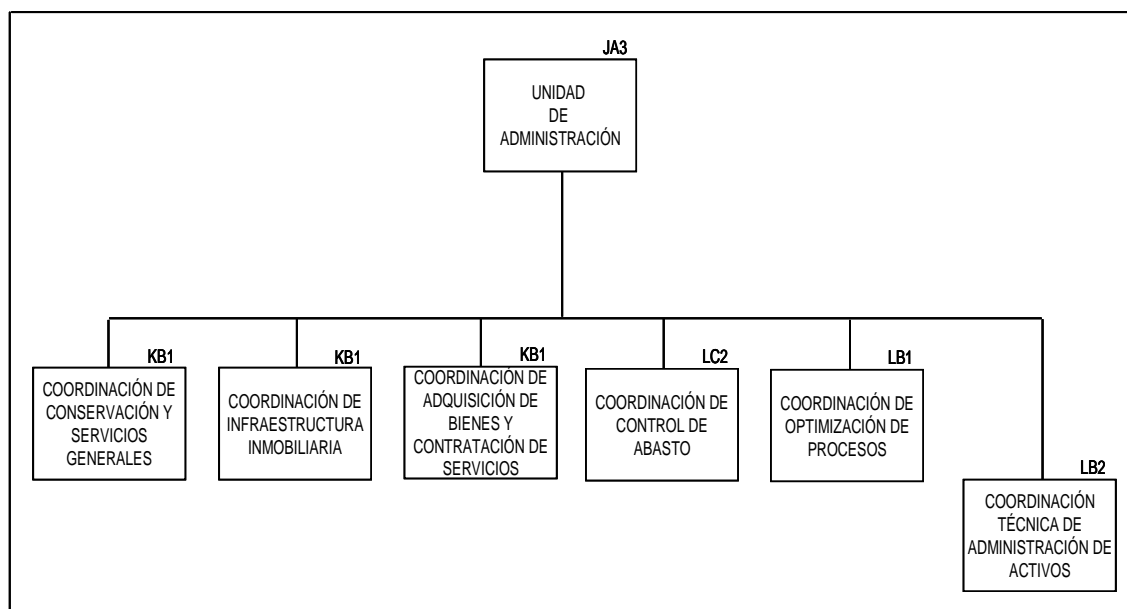 JA3
UNIDAD
DE
ADMINISTRACIÓN
KB1
COORDINACIÓN DE
CONSERVACIÓN Y
SERVICIOS
GENERALES
KB1
COORDINACIÓN DE
INFRAESTRUCTURA
INMOBILIARIA
KB1
COORDINACIÓN DE
ADQUISICIÓN DE
BIENES Y
CONTRATACIÓN DE
SERVICIOS
LC2
COORDINACIÓN DE
CONTROL DE
ABASTO
LB1
COORDINACIÓN DE
OPTIMIZACIÓN DE
PROCESOS
LB2
COORDINACIÓN
TÉCNICA DE
ADMINISTRACIÓN DE
ACTIVOS